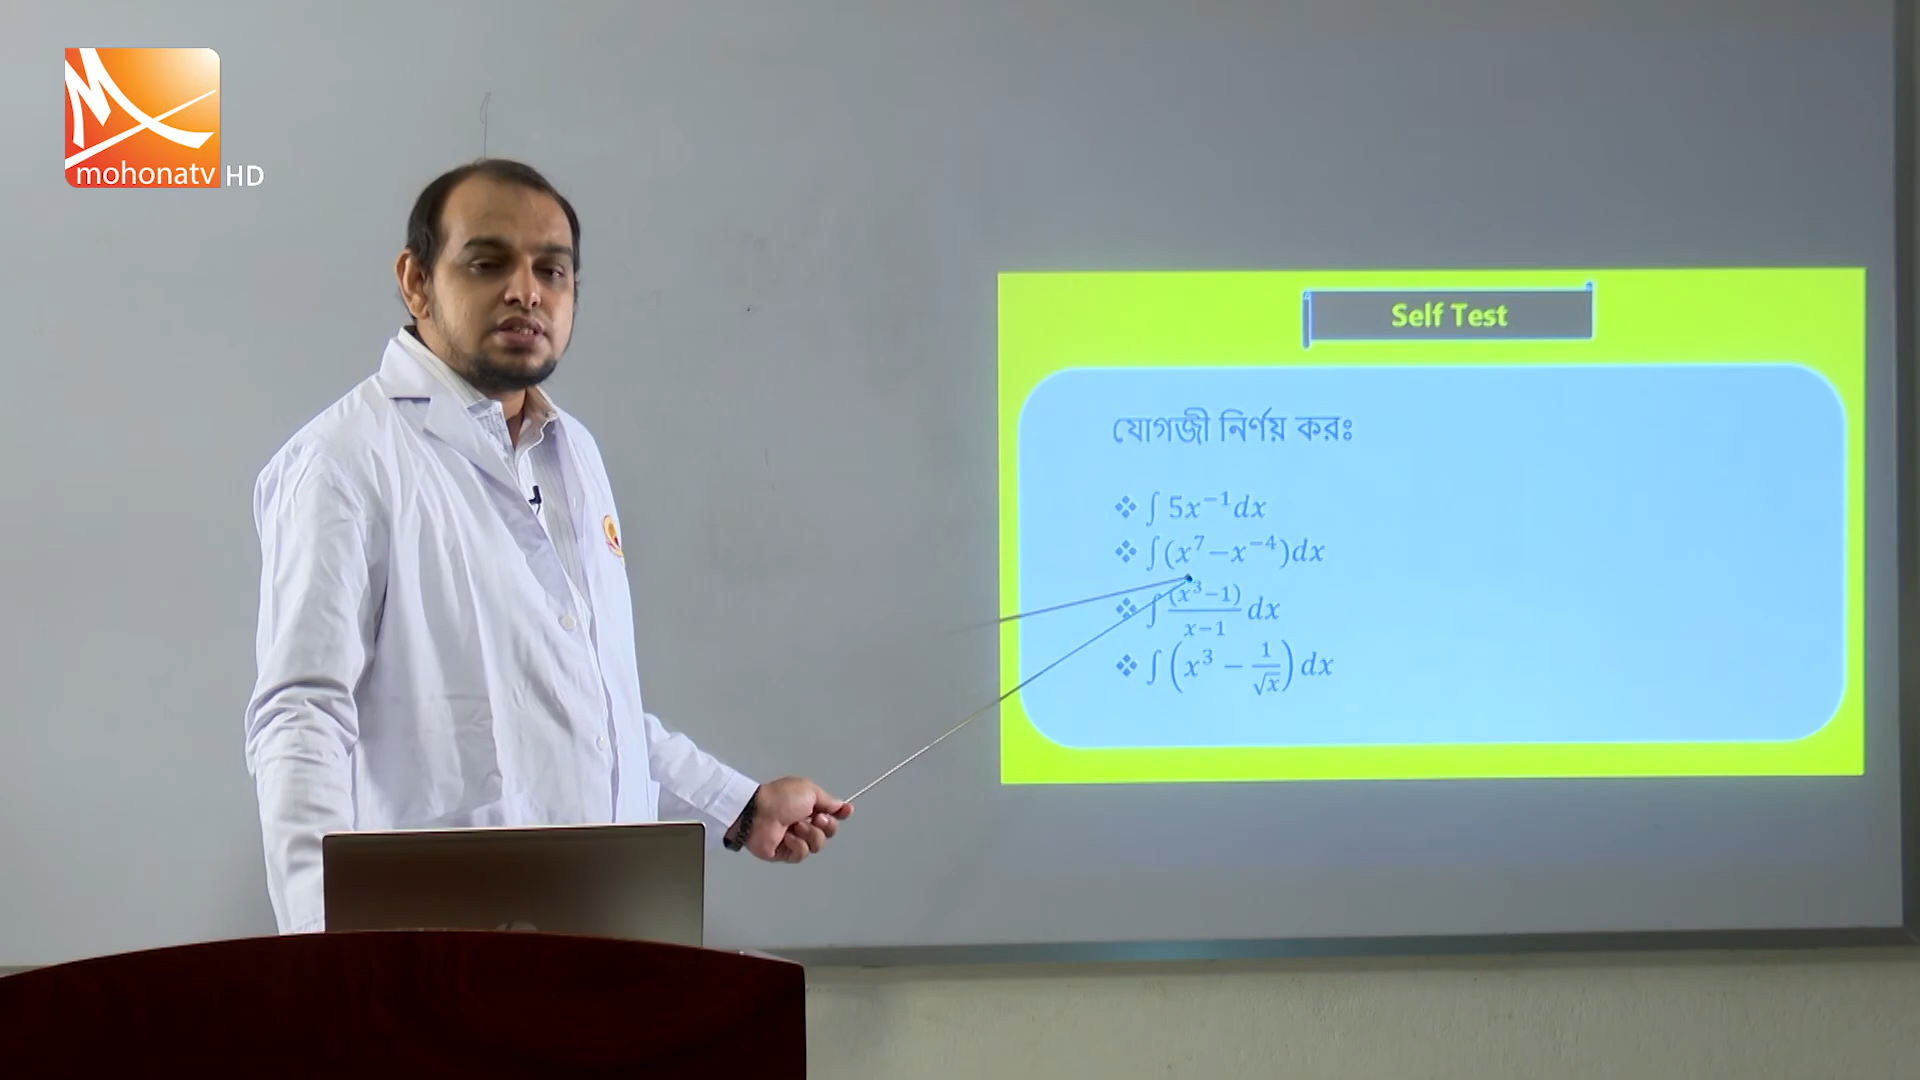 mohonatv HD
Self Test
যোগজী নির্ণয় করঃ
❖ ∫ 5x⁻¹dx
❖ ∫(x⁷−x⁻⁴)dx
❖ ∫ (x³−1)/(x−1) dx
❖ ∫ (x³ − 1/√x) dx